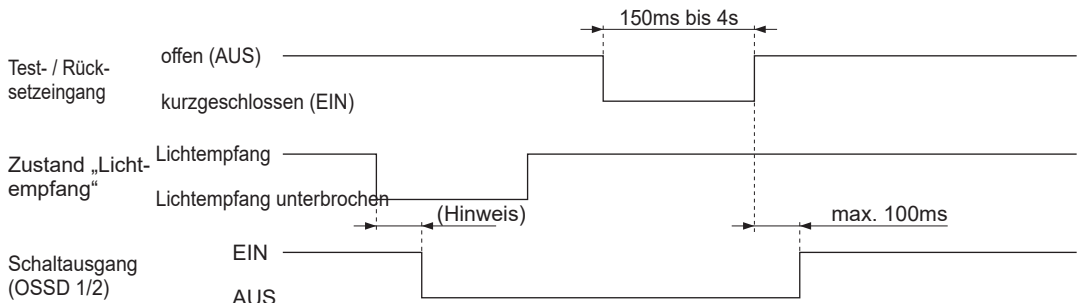 150ms bis 4s
Test- / Rück-
setzeingang
offen (AUS)
kurzgeschlossen (EIN)
Zustand „Licht-
empfang“
Lichtempfang
Lichtempfang unterbrochen
(Hinweis)
max. 100ms
Schaltausgang
(OSSD 1/2)
EIN
AUS